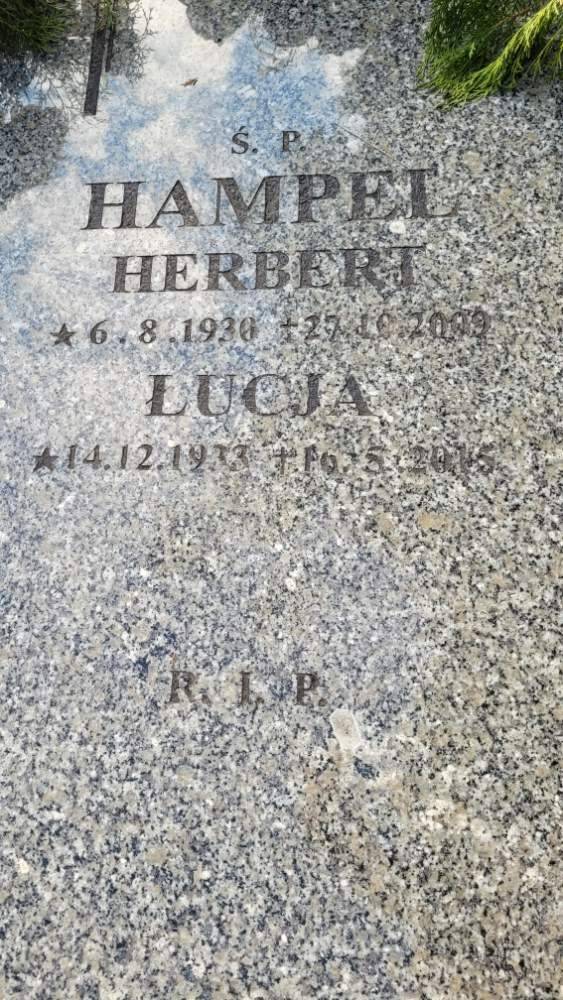 Ś. P.
HAMPEL
HERBERT
★ 6.8.1930 † 27.10.2009
ŁUCJA
★ 14.12.1933 † 16.5.2015
R. I. P.